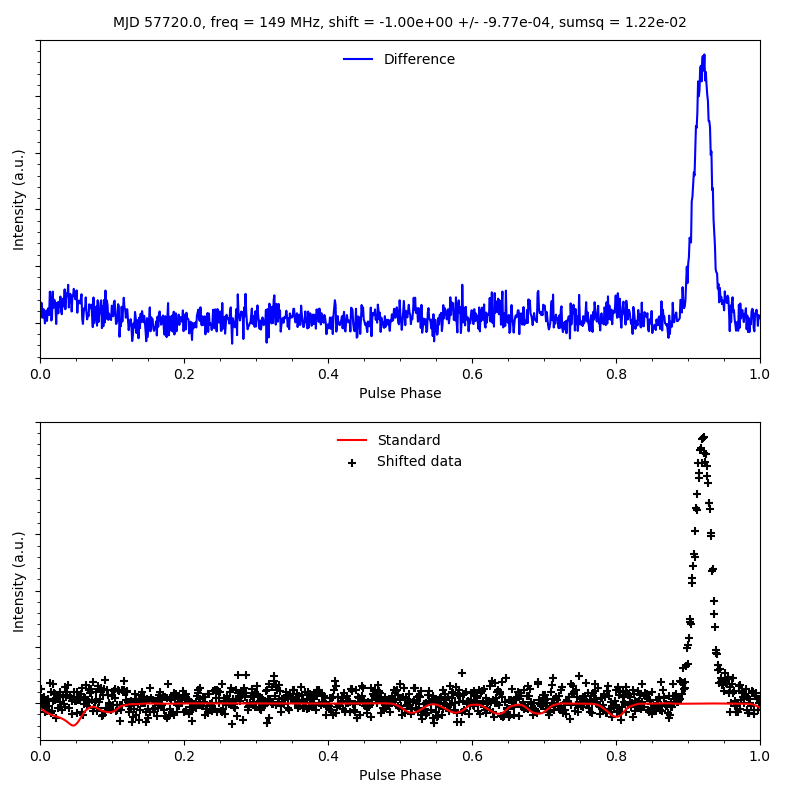 MJD 57720.0, freq = 149 MHz, shift = -1.00e+00 +/- -9.77e-04, sumsq = 1.22e-02
Difference
Intensity (a.u.)
0.0 0.2 0.4 0.6 0.8 1.0
Pulse Phase
Standard
Shifted data
Intensity (a.u.)
0.0 0.2 0.4 0.6 0.8 1.0
Pulse Phase